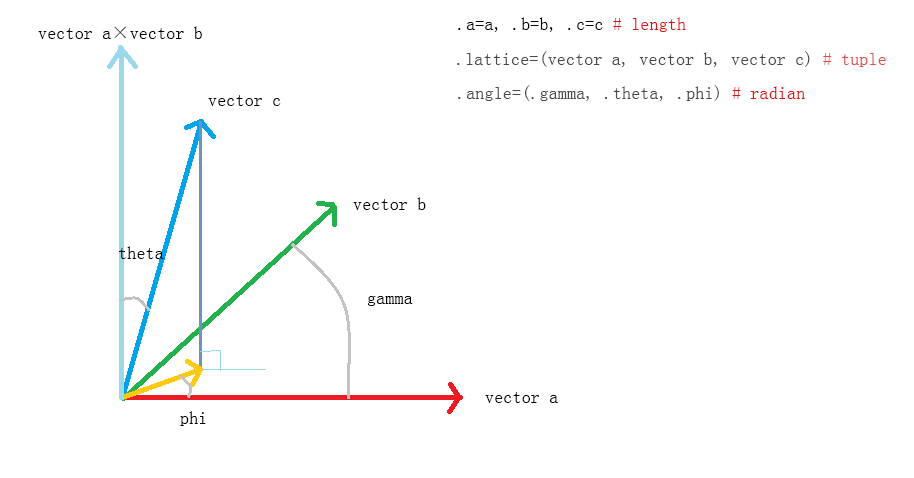 .a=a, .b=b, .c=c # length
vector a×vector b
.lattice=(vector a, vector b, vector c) # tuple
.angle=(.gamma, .theta, .phi) # radian
vector c
vector b
theta
gamma
vector a
phi